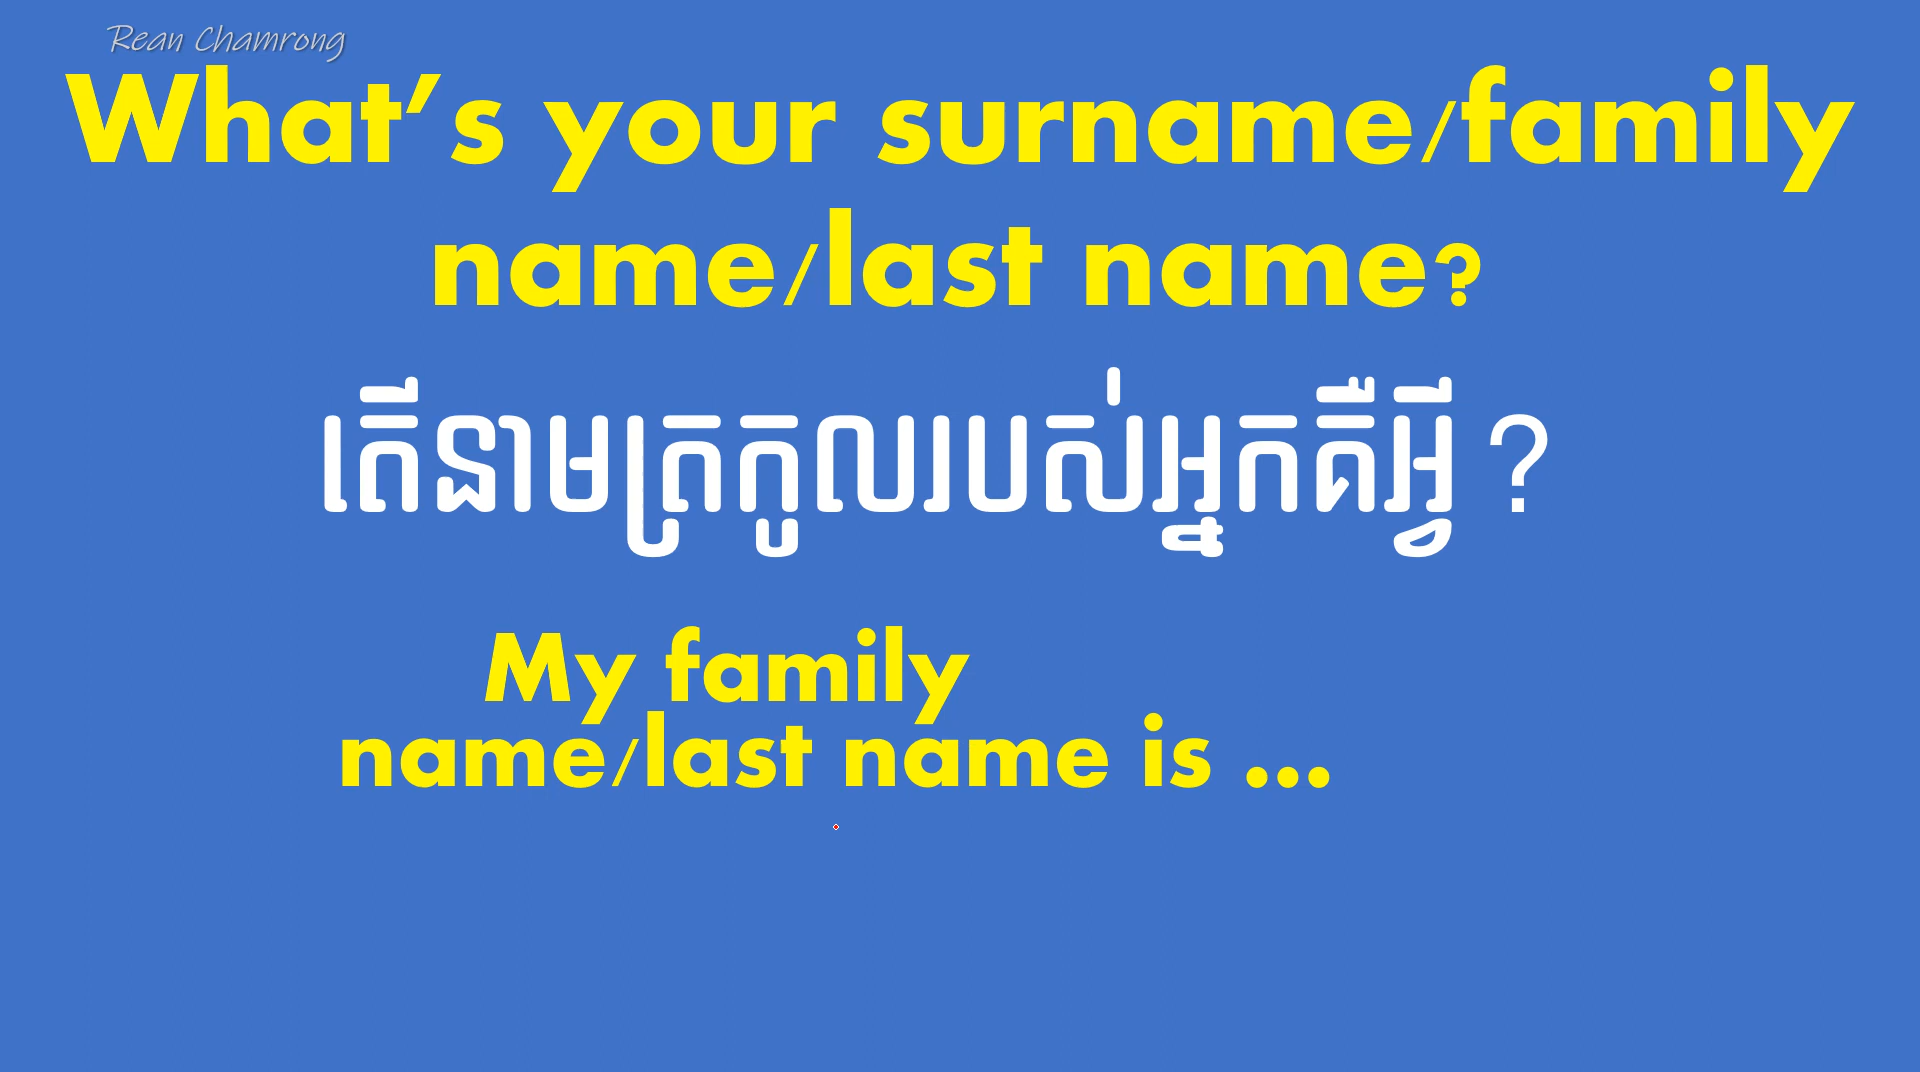 Rean Chamrong
What's your surname/family
name/last name?
តើនាមត្រកូលរបស់អ្នកគឺអ្វី ?
My family
name/last name is ...